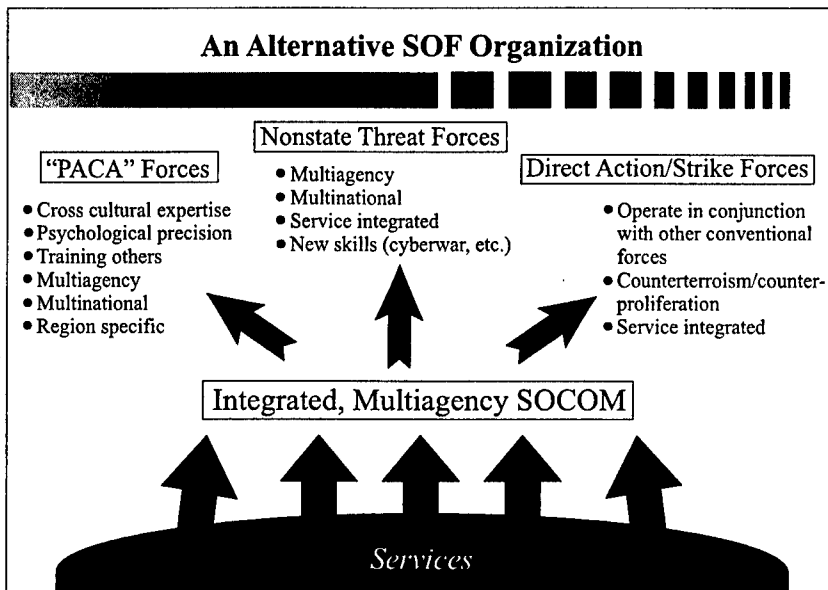 An Alternative SOF Organization
"PACA" Forces
• Cross cultural expertise
• Psychological precision
• Training others
• Multiagency
• Multinational
• Region specific
Nonstate Threat Forces
• Multiagency
• Multinational
• Service integrated
• New skills (cyberwar, etc.)
Direct Action/Strike Forces
• Operate in conjunction
with other conventional
forces
• Counterterroism/counter-
proliferation
• Service integrated
Integrated, Multiagency SOCOM
Services